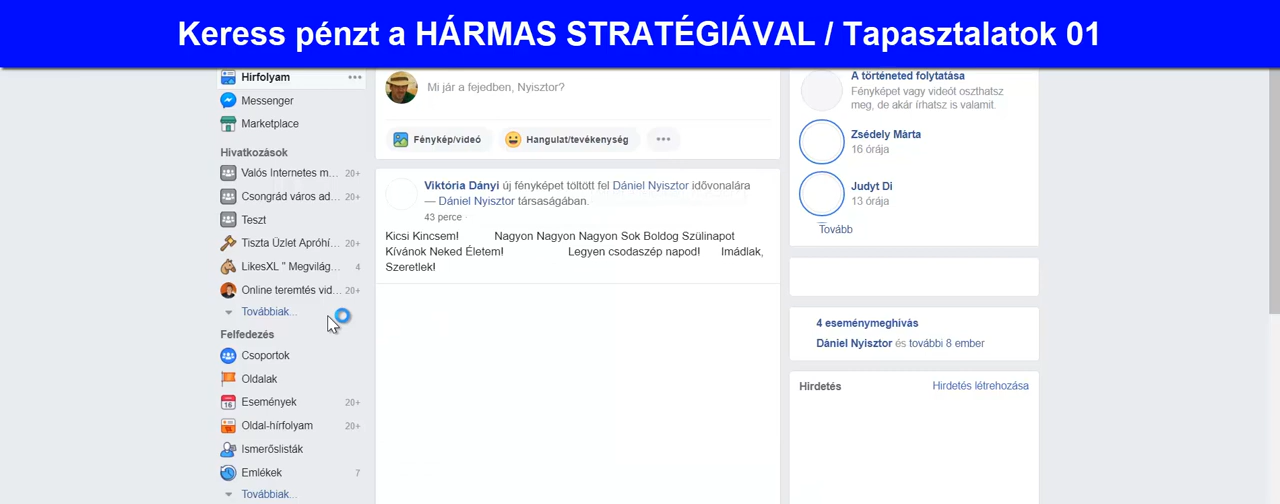 Keress pénzt a HÁRMAS STRATÉGIÁVAL / Tapasztalatok 01
Hírfolyam
Messenger
Marketplace
Hivatkozások
Valós Internetes m... 20+
Csongrád város ad... 20+
Teszt
Tiszta Üzlet Apróhí... 20+
LikesXL " Megvilág... 4
Online teremtés vid... 20+
Továbbiak...
Felfedezés
Csoportok
Oldalak
16 Események 20+
Oldal-hírfolyam 20+
Ismerőslisták
Emlékek 7
Továbbiak...
Mi jár a fejedben, Nyisztor?
Fénykép/videó Hangulat/tevékenység
Viktória Dányi új fényképet töltött fel Dániel Nyisztor idővonalára
— Dániel Nyisztor társaságában.
43 perce ·
Kicsi Kincsem! Nagyon Nagyon Nagyon Sok Boldog Szülinapot
Kívánok Neked Életem! Legyen csodaszép napod! Imádlak,
Szeretlek!
A történeted folytatása
Fényképet vagy videót oszthatsz
meg, de akár írhatsz is valamit.
Zsédely Márta
16 órája
Judyt Di
13 órája
Tovább
4 eseménymeghívás
Dániel Nyisztor és további 8 ember
Hirdetés Hirdetés létrehozása